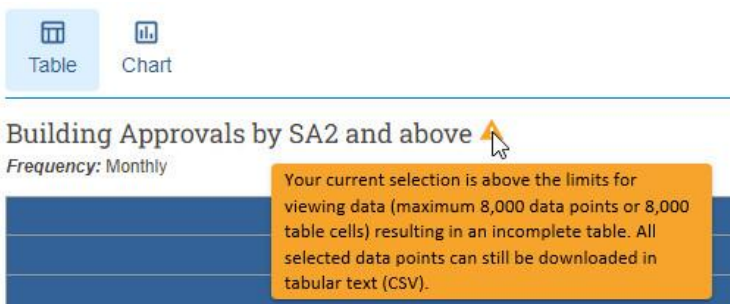 Table Chart
Building Approvals by SA2 and above
Frequency: Monthly
Your current selection is above the limits for
viewing data (maximum 8,000 data points or 8,000
table cells) resulting in an incomplete table. All
selected data points can still be downloaded in
tabular text (CSV).